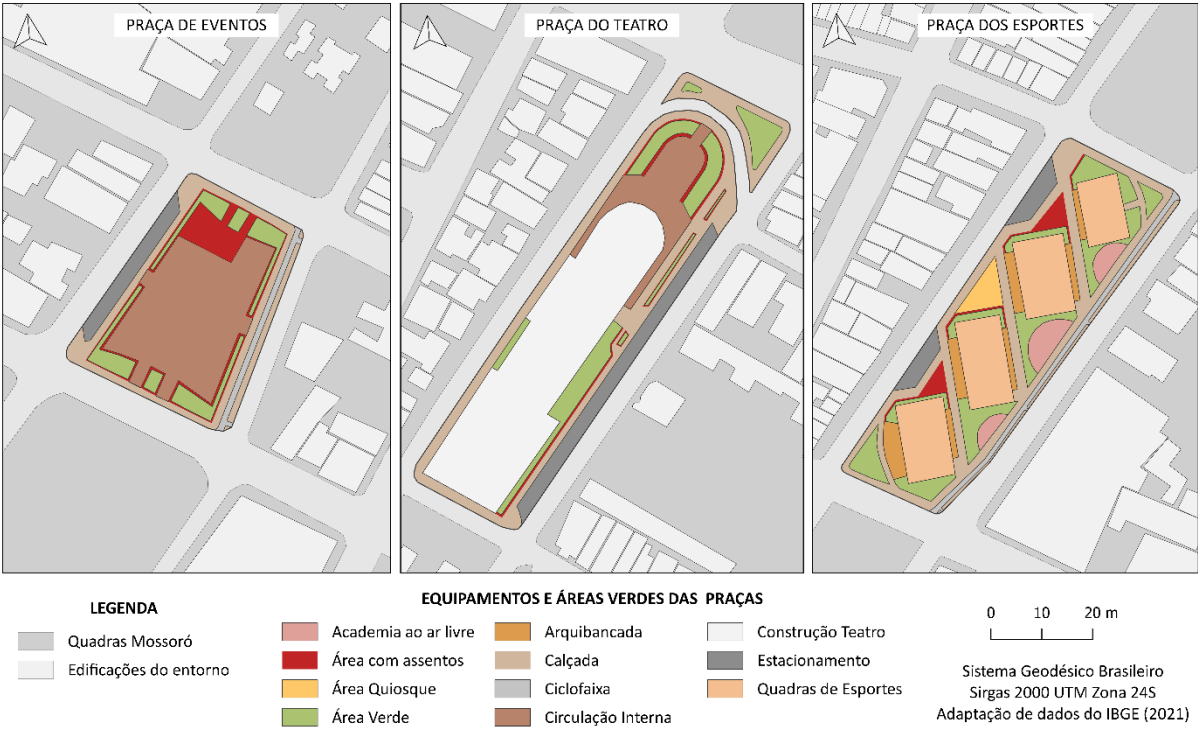 PRAÇA DE EVENTOS
PRAÇA DO TEATRO
PRAÇA DOS ESPORTES
LEGENDA
Quadras Mossoró
Edificações do entorno
EQUIPAMENTOS E ÁREAS VERDES DAS PRAÇAS
Academia ao ar livre
Área com assentos
Área Quiosque
Área Verde
Arquibancada
Calçada
Ciclofaixa
Circulação Interna
Construção Teatro
Estacionamento
Quadras de Esportes
0 10 20 m
Sistema Geodésico Brasileiro
Sirgas 2000 UTM Zona 24S
Adaptação de dados do IBGE (2021)